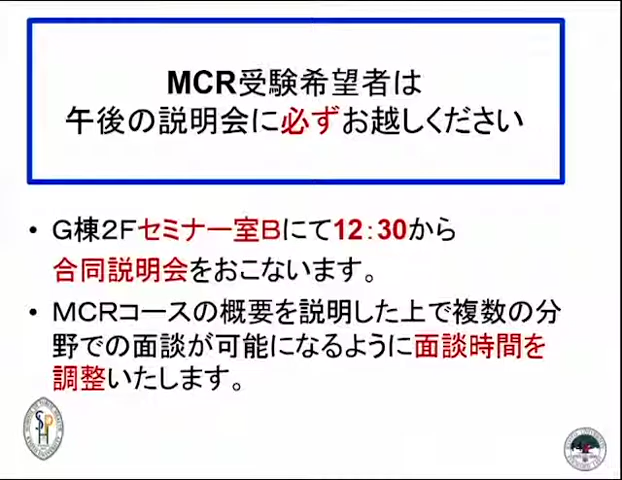 MCR受験希望者は
午後の説明会に必ずお越しください
• G棟2Fセミナー室Bにて12:30から
合同説明会をおこないます。
• MCRコースの概要を説明した上で複数の分
野での面談が可能になるように面談時間を
調整いたします。
SPH